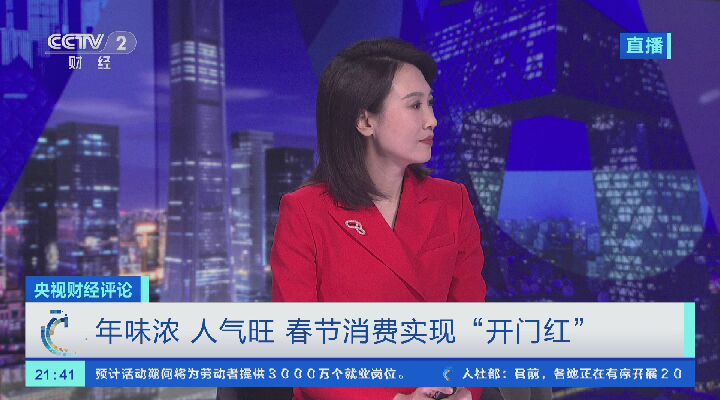 CCTV 2
财经
直播
央视财经评论
年味浓 人气旺 春节消费实现“开门红”
21:41 预计活动期间将为劳动者提供3000万个就业岗位。 人社部：目前，各地正在有序开展20